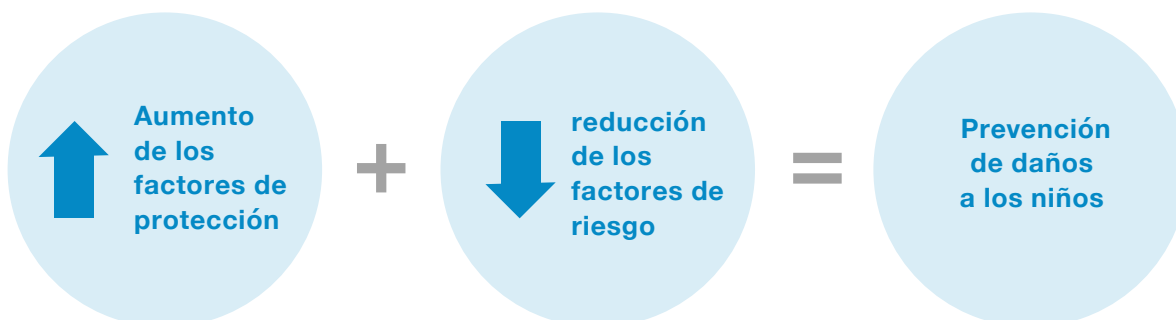 Aumento
de los
factores de
protección
+
reducción
de los
factores de
riesgo
=
Prevención
de daños
a los niños